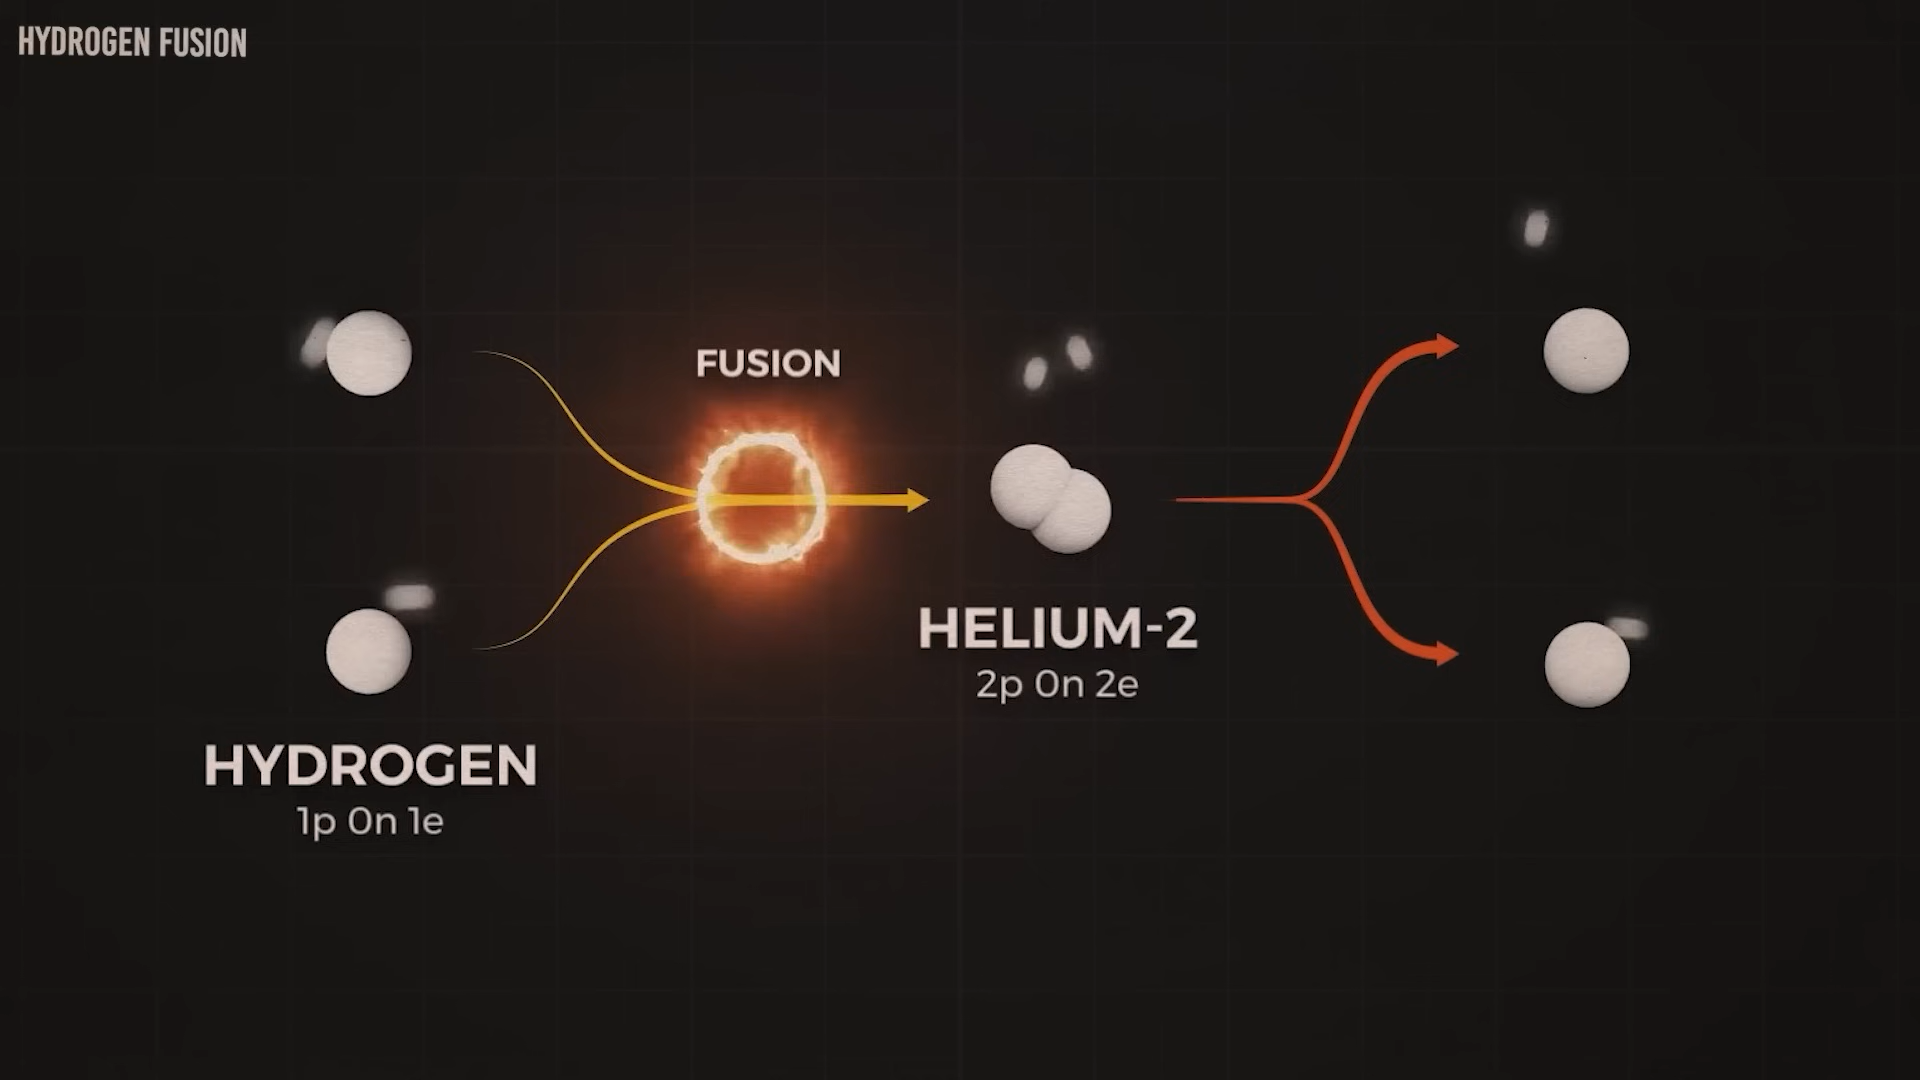 HYDROGEN FUSION
FUSION
HELIUM-2
2p 0n 2e
HYDROGEN
1p 0n 1e